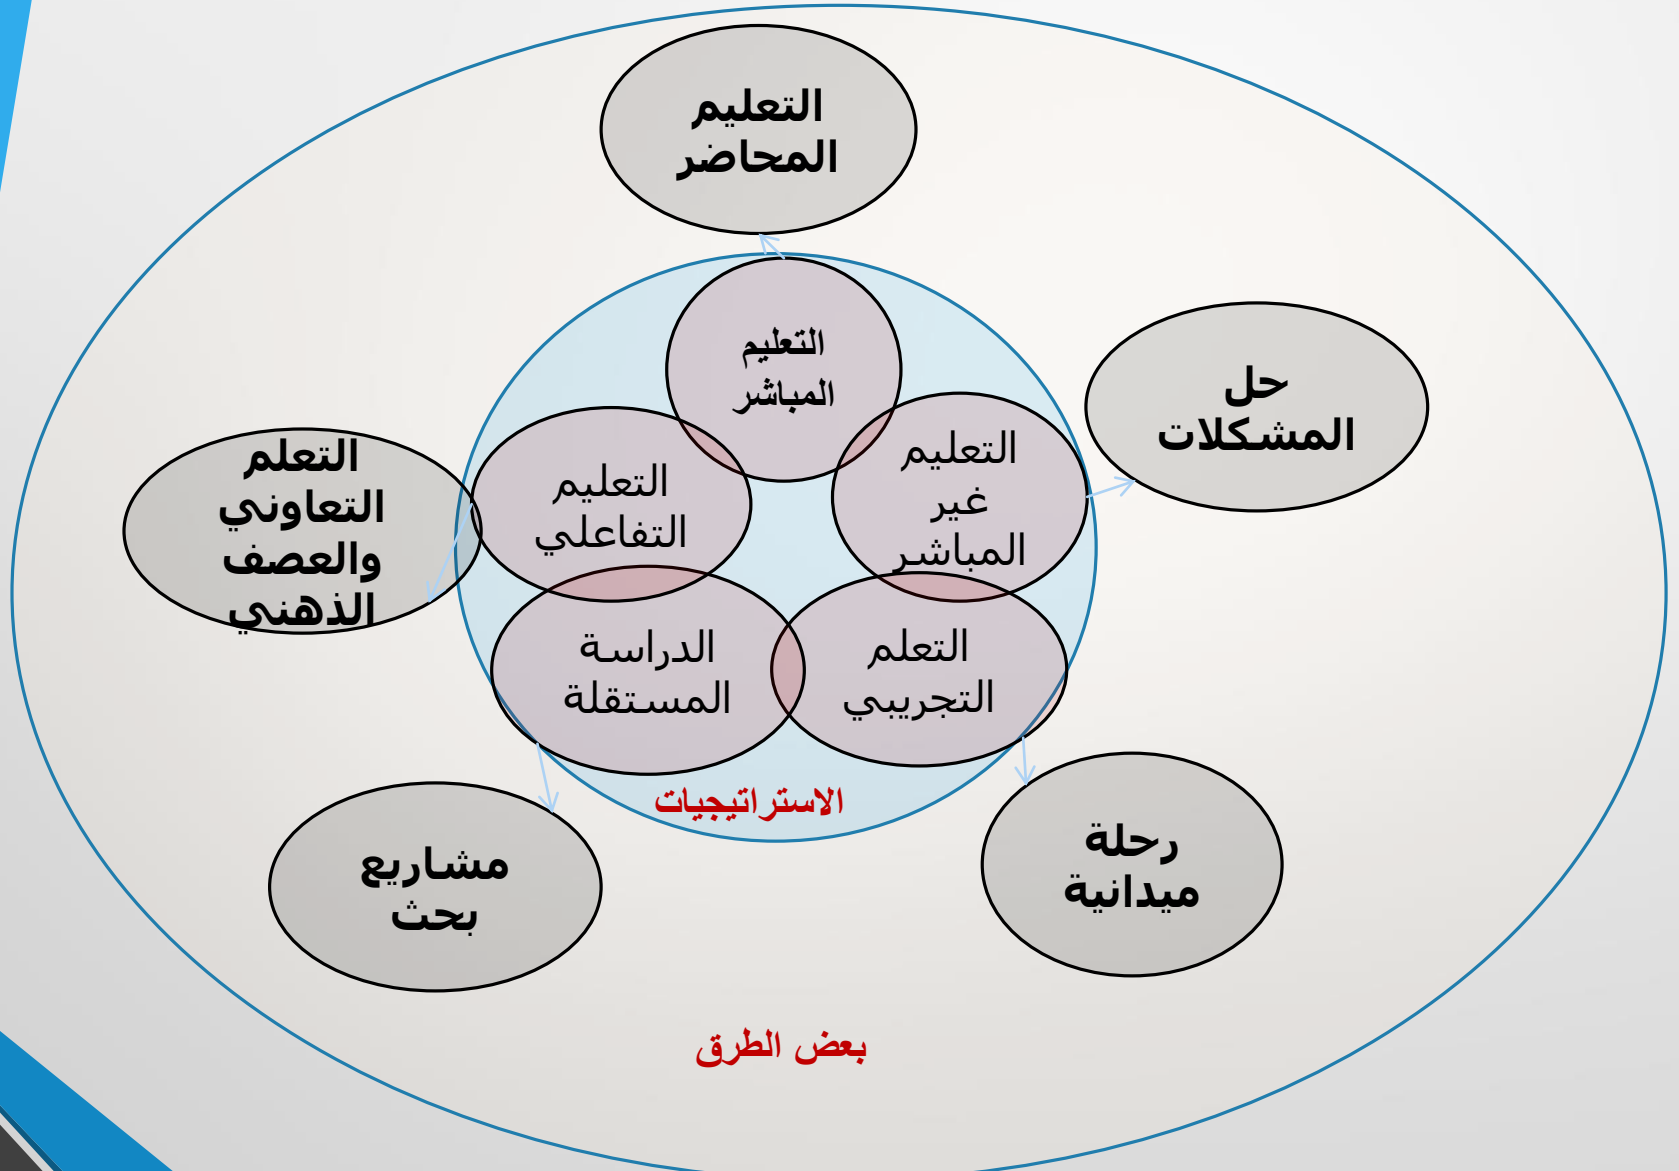 التعليم
المحاضر
التعليم
المباشر
حل
المشكلات
التعليم
غير
المباشر
التعليم
التفاعلي
التعلم
التعاوني
والعصف
الذهني
الدراسة
المستقلة
التعلم
التجريبي
الاستراتيجيات
رحلة
ميدانية
مشاريع
بحث
بعض الطرق